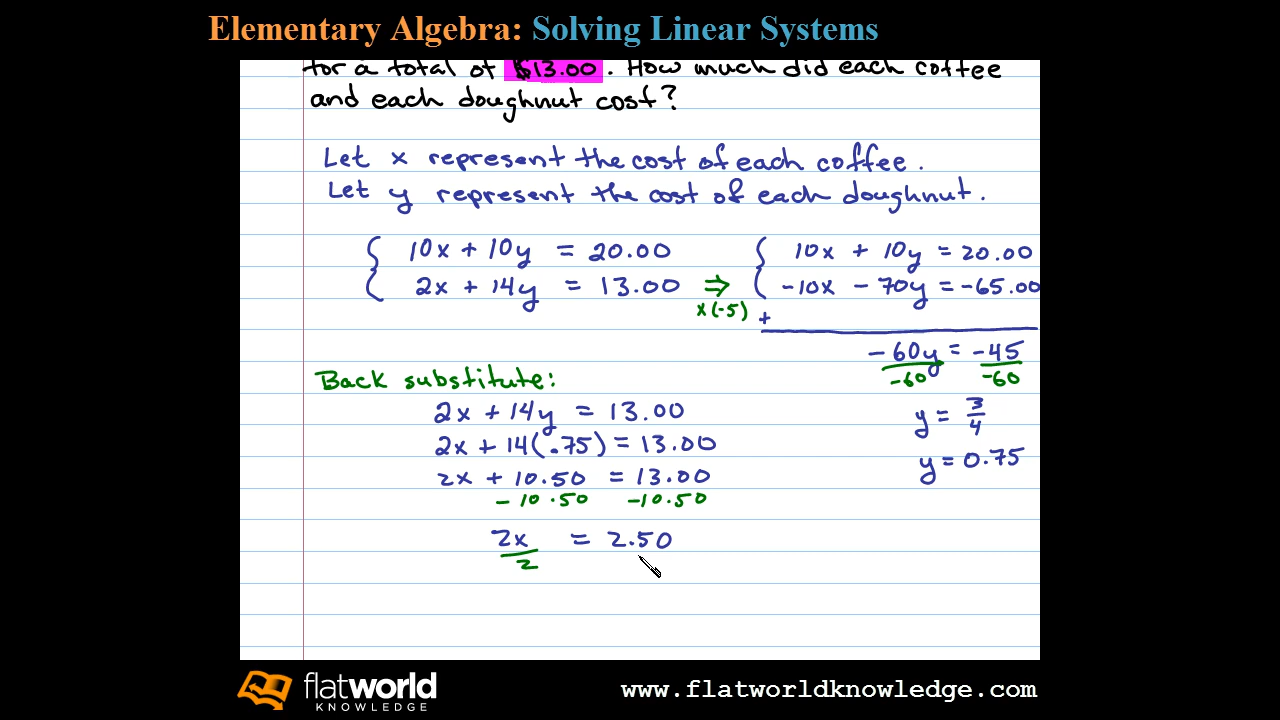 Elementary Algebra: Solving Linear Systems
for a total of $13.00. How much did each coffee
and each doughnut cost?
Let x represent the cost of each coffee.
Let y represent the cost of each doughnut.
{ 10x + 10y = 20.00
2x + 14y = 13.00 ⇒
x(-5)
{ 10x + 10y = 20.00
-10x - 70y = -65.00
+
-60y = -45
-60 -60
y = 3/4
y = 0.75
Back substitute:
2x + 14y = 13.00
2x + 14(.75) = 13.00
2x + 10.50 = 13.00
-10.50 -10.50
2x = 2.50
2
flatworld
KNOWLEDGE
www.flatworldknowledge.com